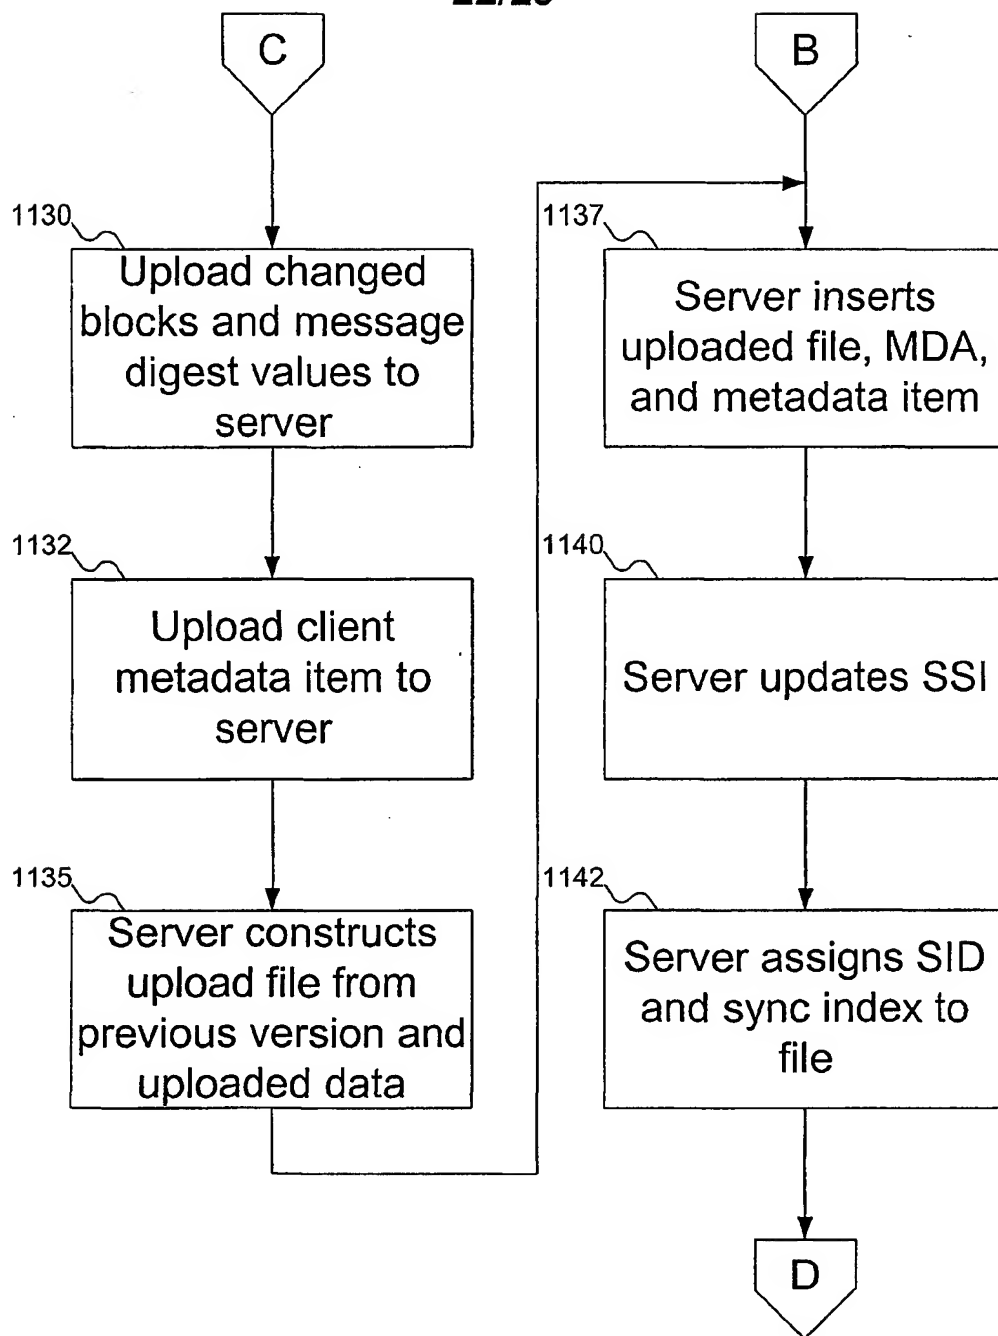 C
1130
Upload changed
blocks and message
digest values to
server
1132
Upload client
metadata item to
server
1135
Server constructs
upload file from
previous version and
uploaded data
B
1137
Server inserts
uploaded file, MDA,
and metadata item
1140
Server updates SSI
1142
Server assigns SID
and sync index to
file
D